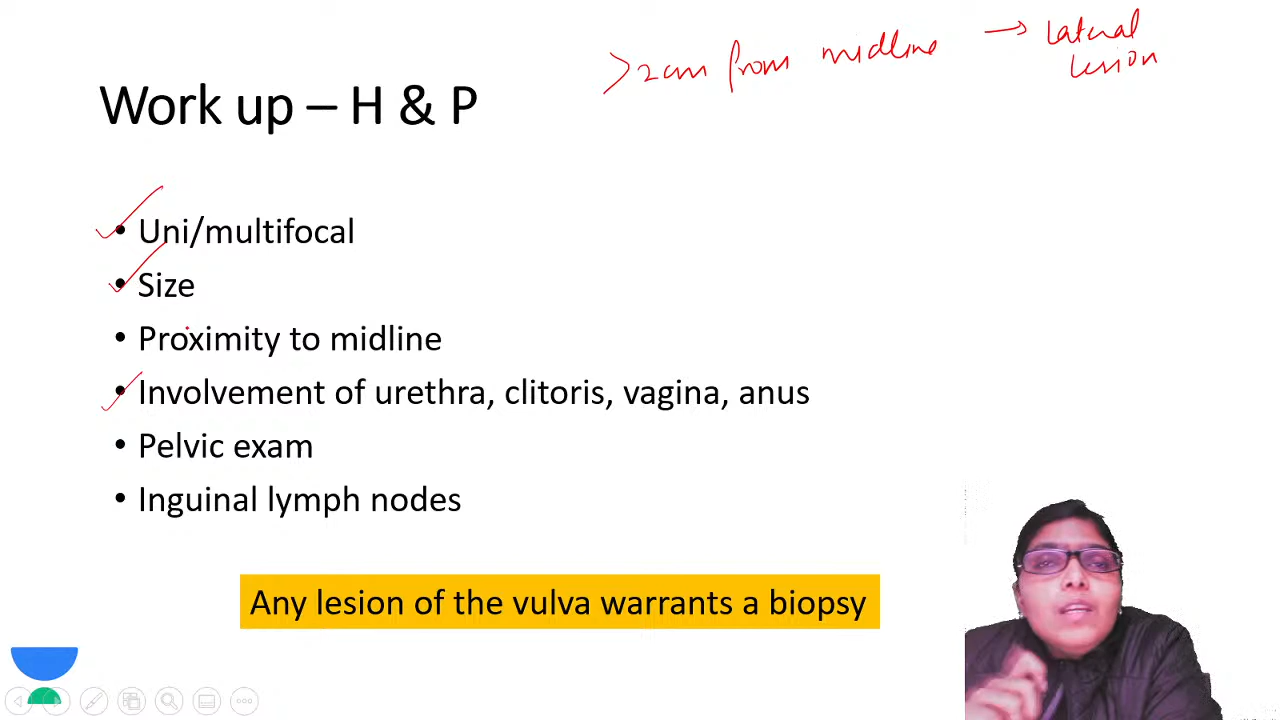 >2cm from midline → lateral
lesion
Work up – H & P
• Uni/multifocal
• Size
• Proximity to midline
• Involvement of urethra, clitoris, vagina, anus
• Pelvic exam
• Inguinal lymph nodes
Any lesion of the vulva warrants a biopsy